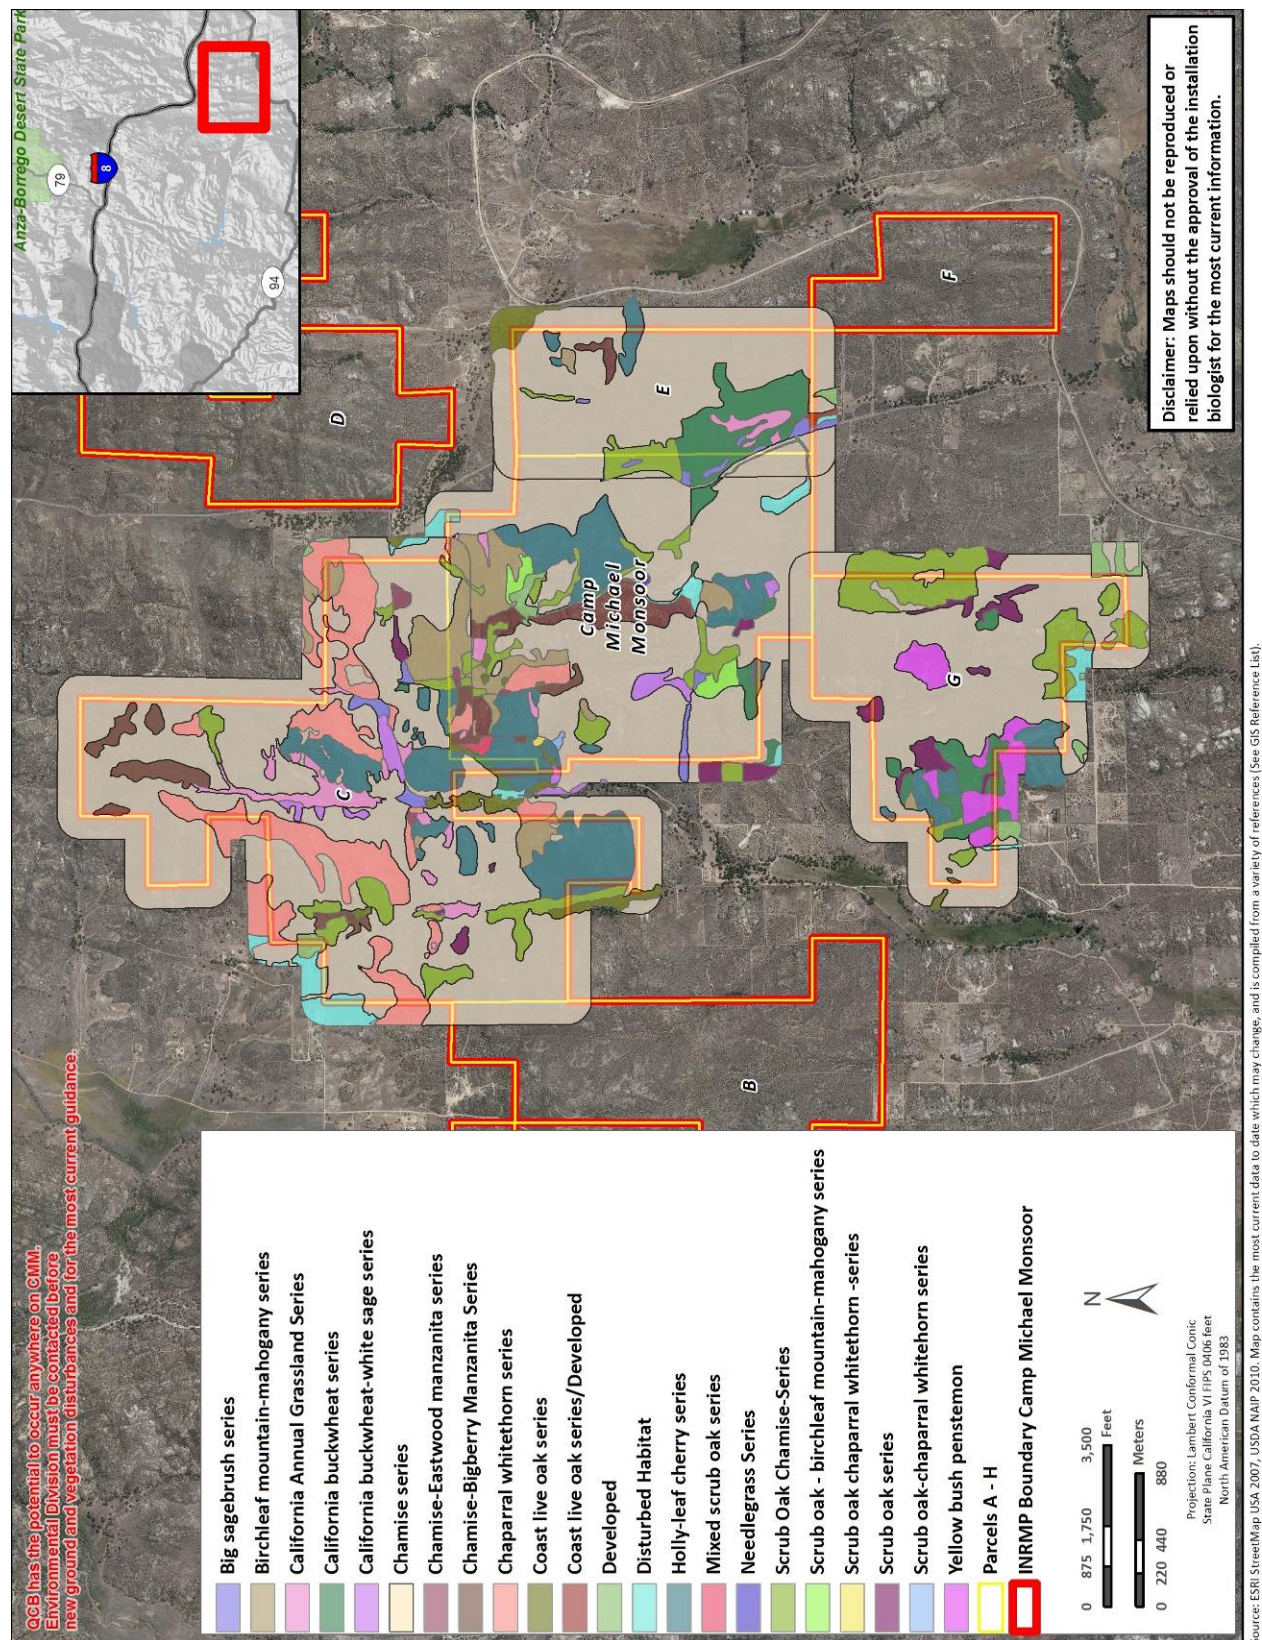 QCB has the potential to occur anywhere on CMM.
Environmental Division must be contacted before
new ground and vegetation disturbances and for the most current guidance.
Anza-Borrego Desert State Park
79
8
94
D
C
E
F
Camp
Michael
Monsoor
G
B
Disclaimer: Maps should not be reproduced or
relied upon without the approval of the installation
biologist for the most current information.
Big sagebrush series
Birchleaf mountain-mahogany series
California Annual Grassland Series
California buckwheat series
California buckwheat-white sage series
Chamise series
Chamise-Eastwood manzanita series
Chamise-Bigberry Manzanita Series
Chaparral whitethorn series
Coast live oak series
Coast live oak series/Developed
Developed
Disturbed Habitat
Holly-leaf cherry series
Mixed scrub oak series
Needlegrass Series
Scrub Oak Chamise-Series
Scrub oak - birchleaf mountain-mahogany series
Scrub oak chaparral whitethorn -series
Scrub oak series
Scrub oak-chaparral whitehorn series
Yellow bush penstemon
Parcels A - H
INRMP Boundary Camp Michael Monsoor
N
0 875 1,750 3,500
Feet
Meters
0 220 440 880
Projection: Lambert Conformal Conic
State Plane California VI FIPS 0406 feet
North American Datum of 1983
Source: ESRI StreetMap USA 2007, USDA NAIP 2010. Map contains the most current data to date which may change, and is compiled from a variety of references (See GIS Reference List).